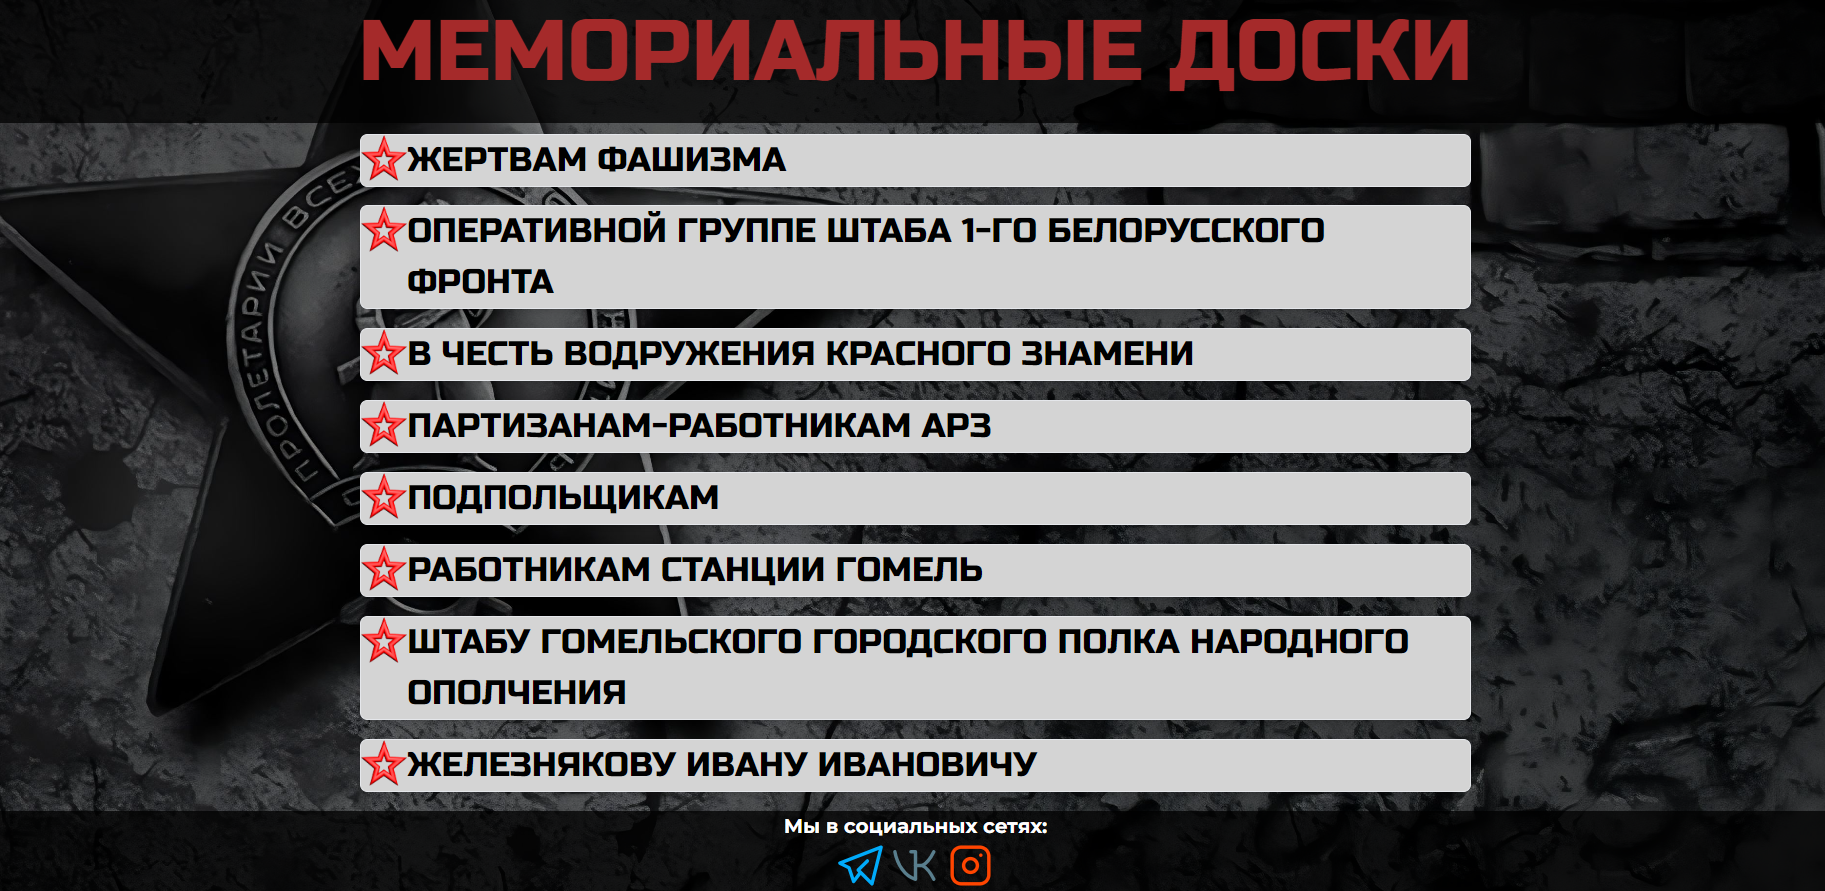 МЕМОРИАЛЬНЫЕ ДОСКИ
ЖЕРТВАМ ФАШИЗМА
ОПЕРАТИВНОЙ ГРУППЕ ШТАБА 1-ГО БЕЛОРУССКОГО
ФРОНТА
В ЧЕСТЬ ВОДРУЖЕНИЯ КРАСНОГО ЗНАМЕНИ
ПАРТИЗАНАМ-РАБОТНИКАМ АРЗ
ПОДПОЛЬЩИКАМ
РАБОТНИКАМ СТАНЦИИ ГОМЕЛЬ
ШТАБУ ГОМЕЛЬСКОГО ГОРОДСКОГО ПОЛКА НАРОДНОГО
ОПОЛЧЕНИЯ
ЖЕЛЕЗНЯКОВУ ИВАНУ ИВАНОВИЧУ
ПРОЛЕТАРИИ ВСЕХ
Мы в социальных сетях: